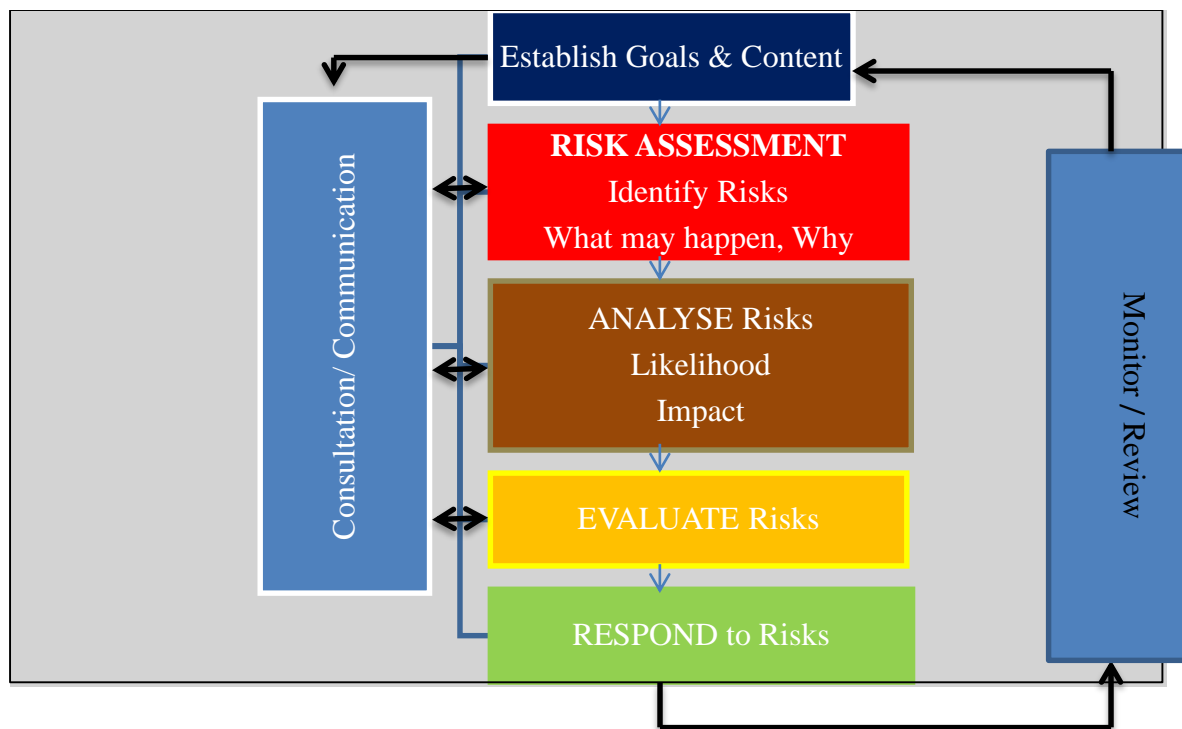 Establish Goals & Content
RISK ASSESSMENT
Identify Risks
What may happen, Why
ANALYSE Risks
Likelihood
Impact
EVALUATE Risks
RESPOND to Risks
Consultation/ Communication
Monitor / Review